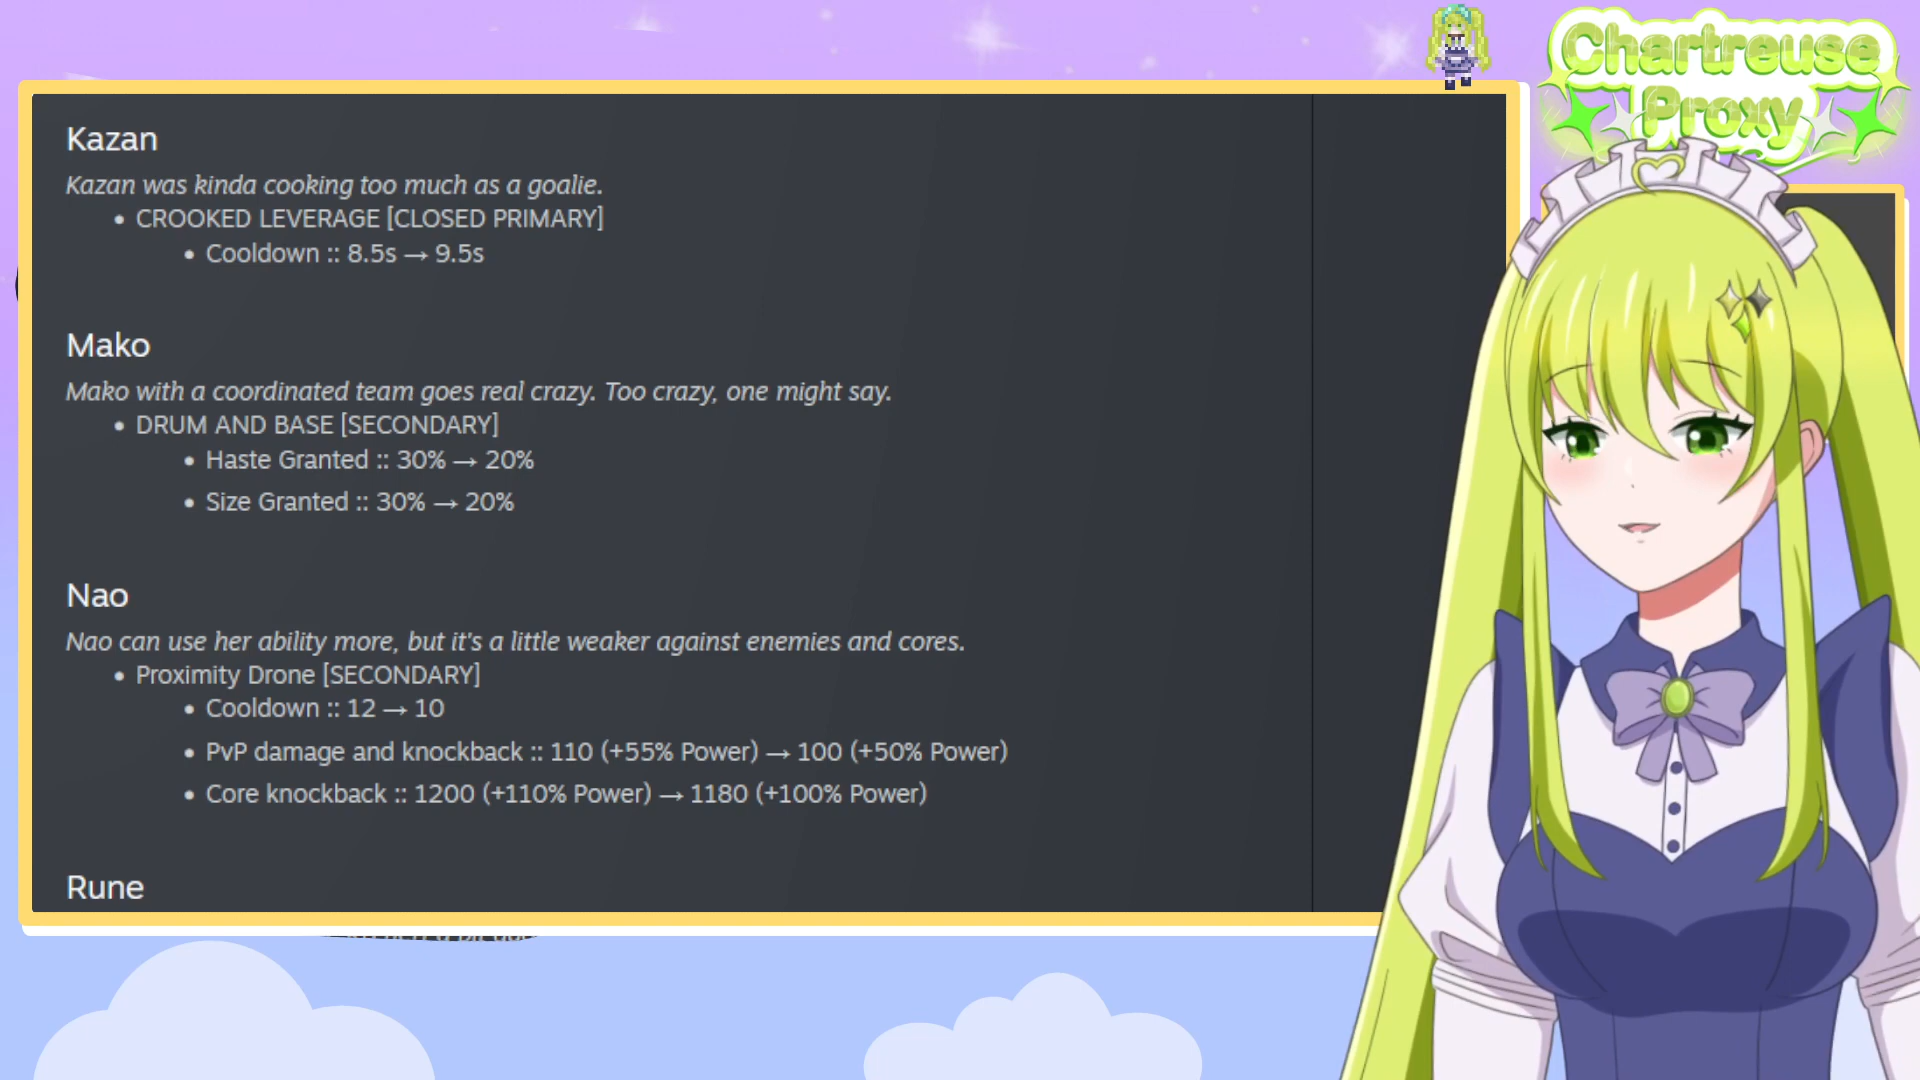 Chartreuse
Proxy
Kazan
Kazan was kinda cooking too much as a goalie.
• CROOKED LEVERAGE [CLOSED PRIMARY]
• Cooldown :: 8.5s → 9.5s
Mako
Mako with a coordinated team goes real crazy. Too crazy, one might say.
• DRUM AND BASE [SECONDARY]
• Haste Granted :: 30% → 20%
• Size Granted :: 30% → 20%
Nao
Nao can use her ability more, but it's a little weaker against enemies and cores.
• Proximity Drone [SECONDARY]
• Cooldown :: 12 → 10
• PvP damage and knockback :: 110 (+55% Power) → 100 (+50% Power)
• Core knockback :: 1200 (+110% Power) → 1180 (+100% Power)
Rune